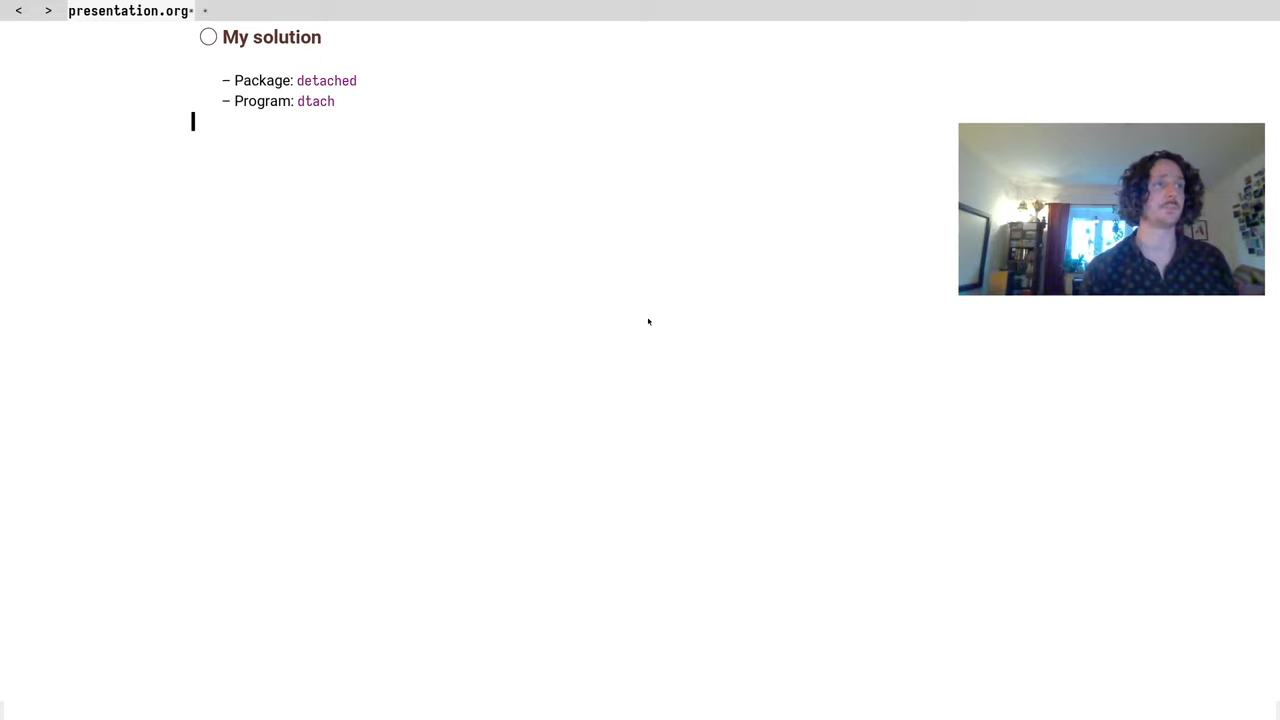 < > presentation.org*
My solution
– Package: detached
– Program: dtach